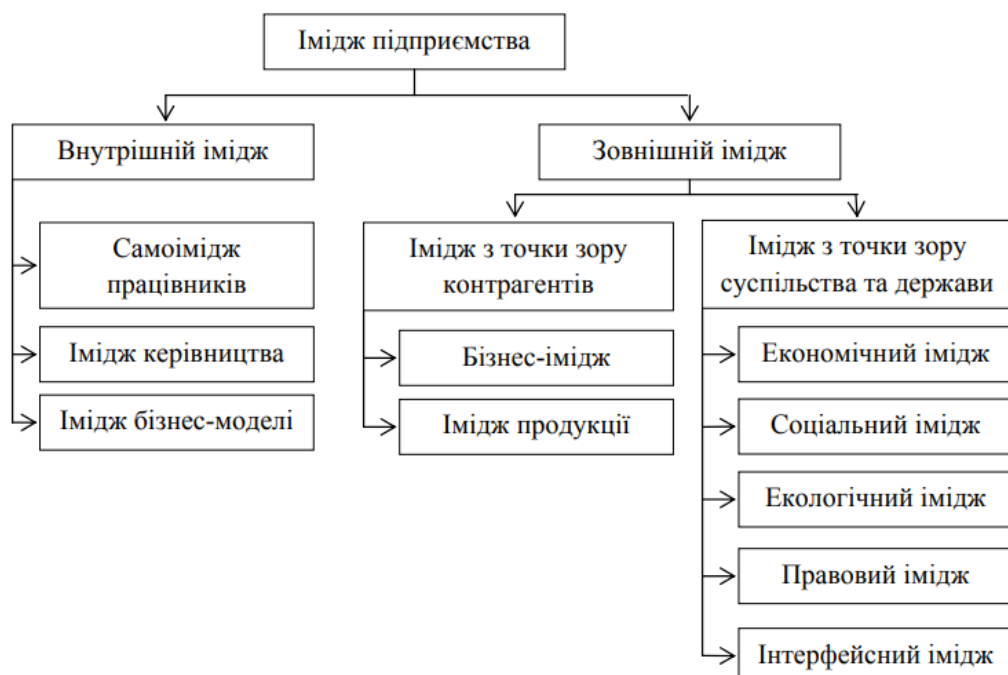 Імідж підприємства
Внутрішній імідж
Зовнішній імідж
Самоімідж
працівників
Імідж керівництва
Імідж бізнес-моделі
Імідж з точки зору
контрагентів
Бізнес-імідж
Імідж продукції
Імідж з точки зору
суспільства та держави
Економічний імідж
Соціальний імідж
Екологічний імідж
Правовий імідж
Інтерфейсний імідж